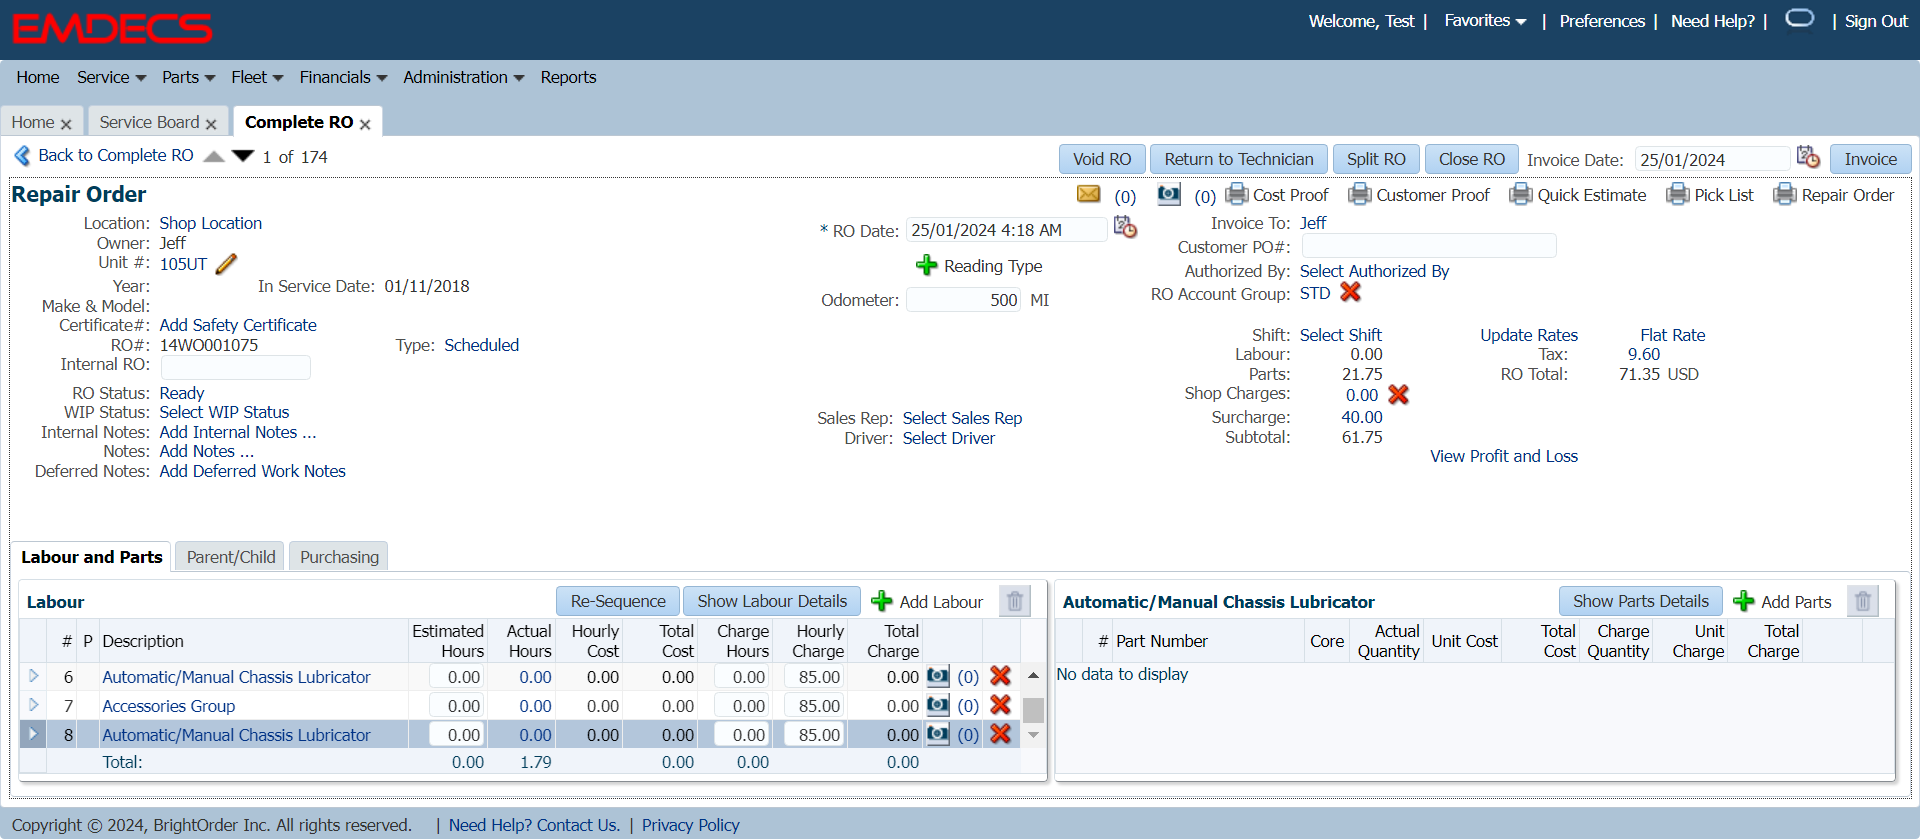 EMDECS
Welcome, Test | Favorites | Preferences | Need Help? | | Sign Out
Home Service Parts Fleet Financials Administration Reports
Home Service Board Complete RO
Back to Complete RO 1 of 174 Void RO Return to Technician Split RO Close RO Invoice Date: 25/01/2024 Invoice
Repair Order (0) (0) Cost Proof Customer Proof Quick Estimate Pick List Repair Order
Location: Shop Location
Owner: Jeff
Unit #: 105UT
Year: In Service Date: 01/11/2018
Make & Model:
Certificate#: Add Safety Certificate
RO#: 14WO001075 Type: Scheduled
Internal RO:
RO Status: Ready
WIP Status: Select WIP Status
Internal Notes: Add Internal Notes ...
Notes: Add Notes ...
Deferred Notes: Add Deferred Work Notes
* RO Date: 25/01/2024 4:18 AM
Reading Type
Odometer: 500 MI
Sales Rep: Select Sales Rep
Driver: Select Driver
Invoice To: Jeff
Customer PO#:
Authorized By: Select Authorized By
RO Account Group: STD
Shift: Select Shift Update Rates Flat Rate
Labour: 0.00 Tax: 9.60
Parts: 21.75 RO Total: 71.35 USD
Shop Charges: 0.00
Surcharge: 40.00
Subtotal: 61.75
View Profit and Loss
Labour and Parts Parent/Child Purchasing
Labour Re-Sequence Show Labour Details Add Labour
# P Description Estimated Hours Actual Hours Hourly Cost Total Cost Charge Hours Hourly Charge Total Charge
6 Automatic/Manual Chassis Lubricator 0.00 0.00 0.00 0.00 0.00 85.00 0.00 (0)
7 Accessories Group 0.00 0.00 0.00 0.00 0.00 85.00 0.00 (0)
8 Automatic/Manual Chassis Lubricator 0.00 0.00 0.00 0.00 0.00 85.00 0.00 (0)
Total: 0.00 1.79 0.00 0.00 0.00
Automatic/Manual Chassis Lubricator Show Parts Details Add Parts
# Part Number Core Actual Quantity Unit Cost Total Cost Charge Quantity Unit Charge Total Charge
No data to display
Copyright © 2024, BrightOrder Inc. All rights reserved. | Need Help? Contact Us. | Privacy Policy